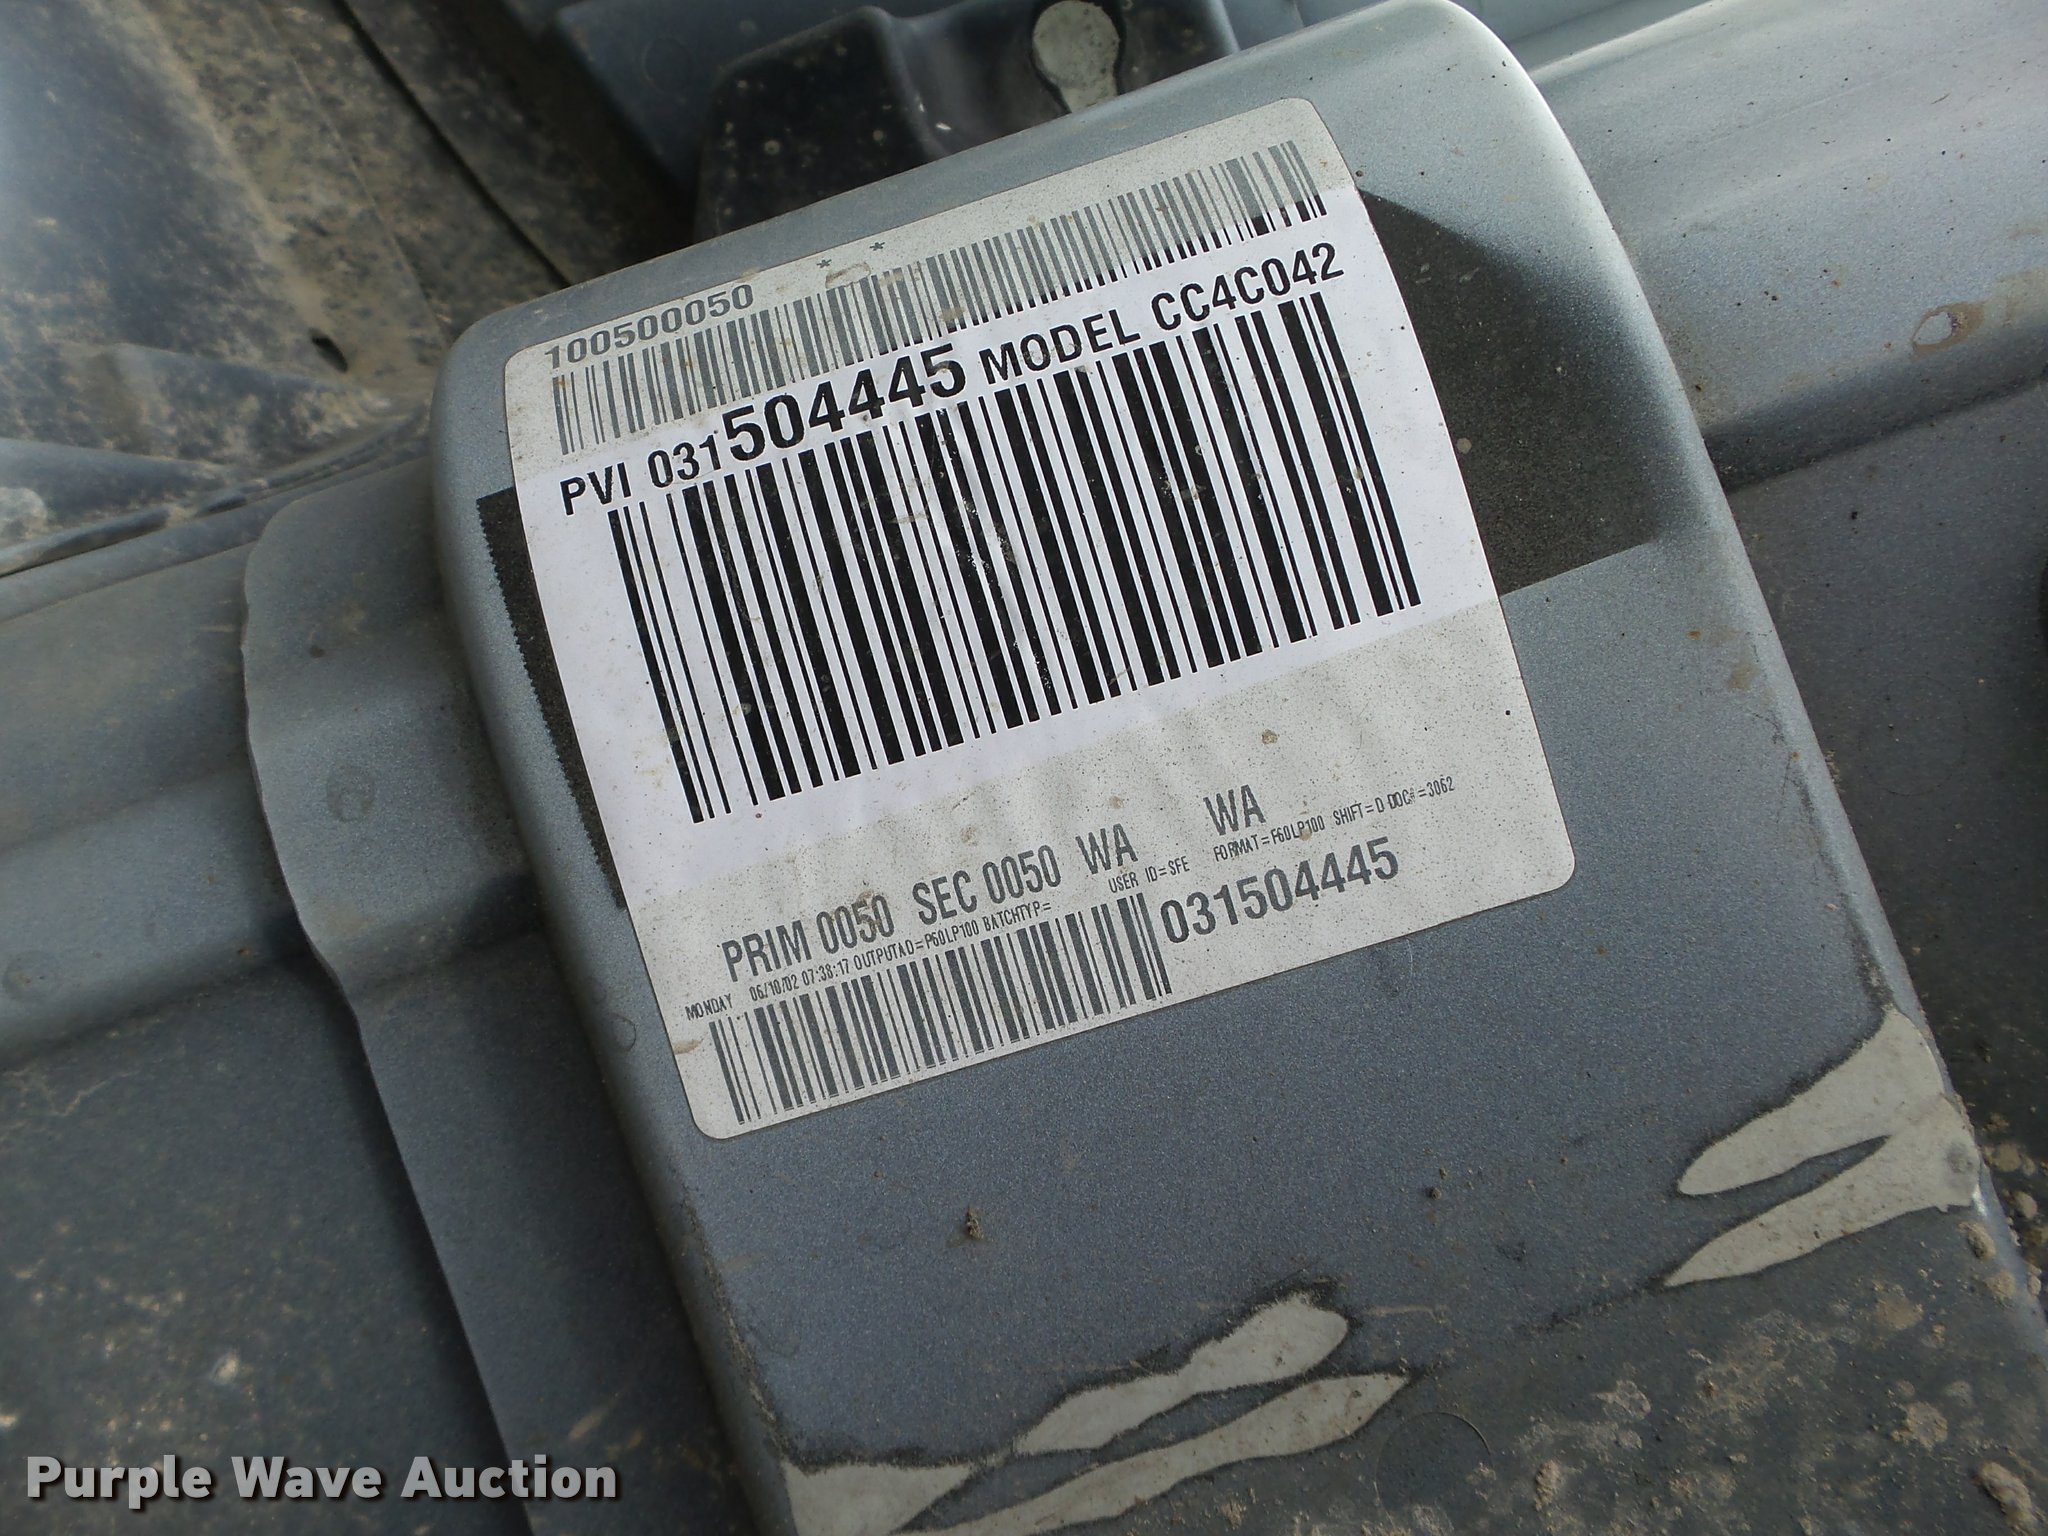 100500050 * *
PVI 031504445 MODEL CC4C042
PRIM 0050 SEC 0050 WA WA
MONDAY 06/10/02 07:38:17 OUTPUTAD=P60LP100 BATCHTYP= USER ID=SFE FORMAT=F60LP100 SHIFT=D DOC#=3062
031504445
Purple Wave Auction